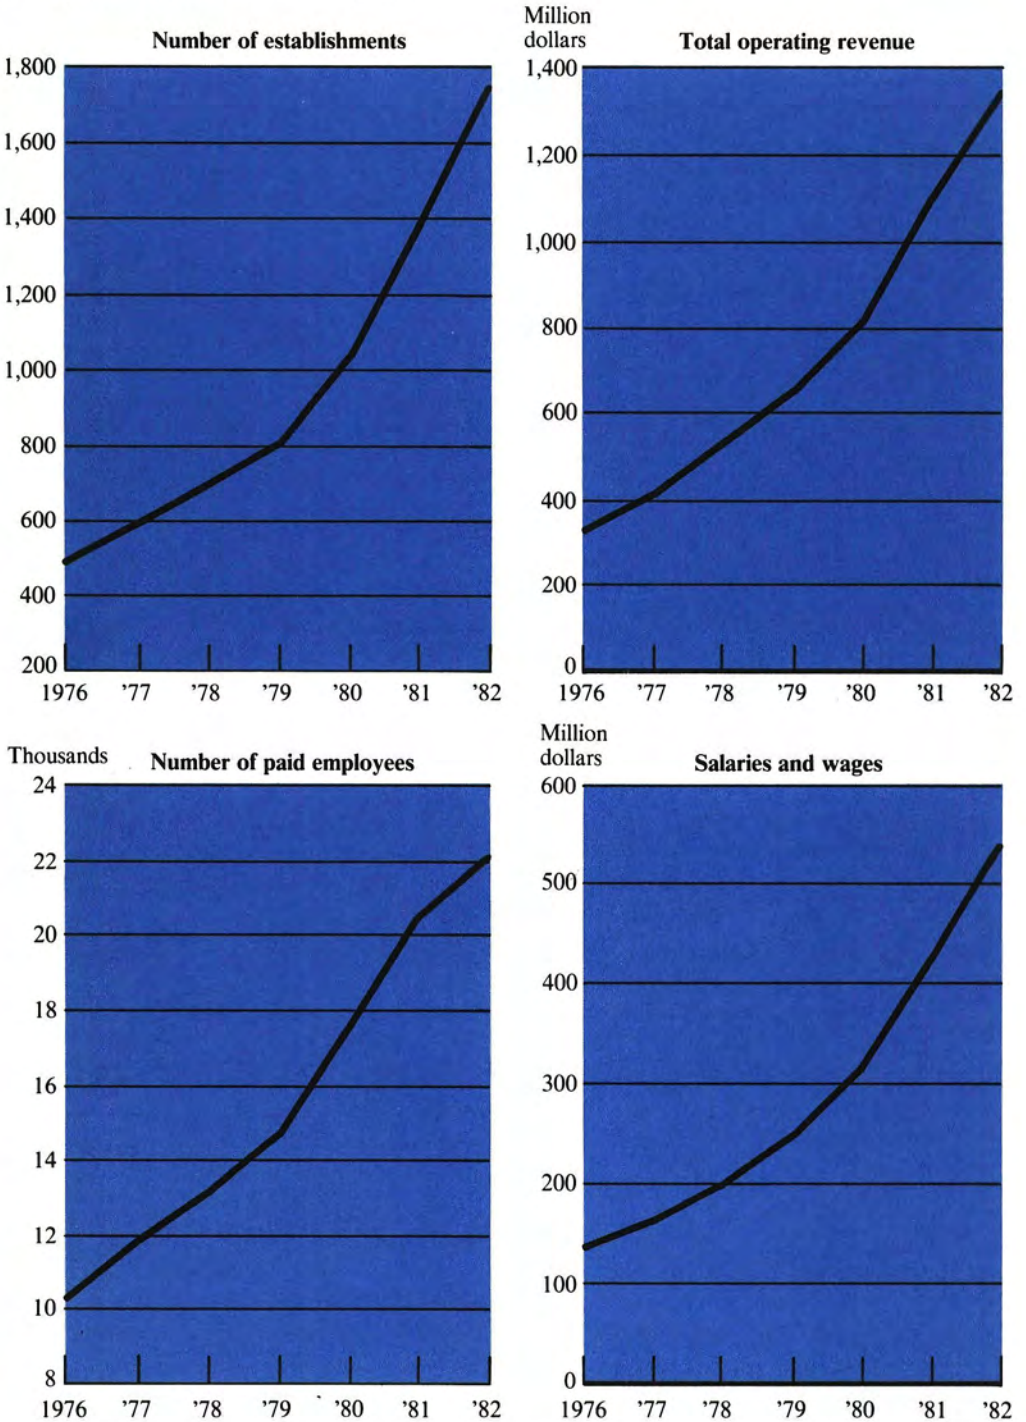 Number of establishments
1,800
1,600
1,400
1,200
1,000
800
600
400
200
1976 '77 '78 '79 '80 '81 '82
Million
dollars
Total operating revenue
1,400
1,200
1,000
800
600
400
200
0
1976 '77 '78 '79 '80 '81 '82
Thousands
Number of paid employees
24
22
20
18
16
14
12
10
8
1976 '77 '78 '79 '80 '81 '82
Million
dollars
Salaries and wages
600
500
400
300
200
100
0
1976 '77 '78 '79 '80 '81 '82